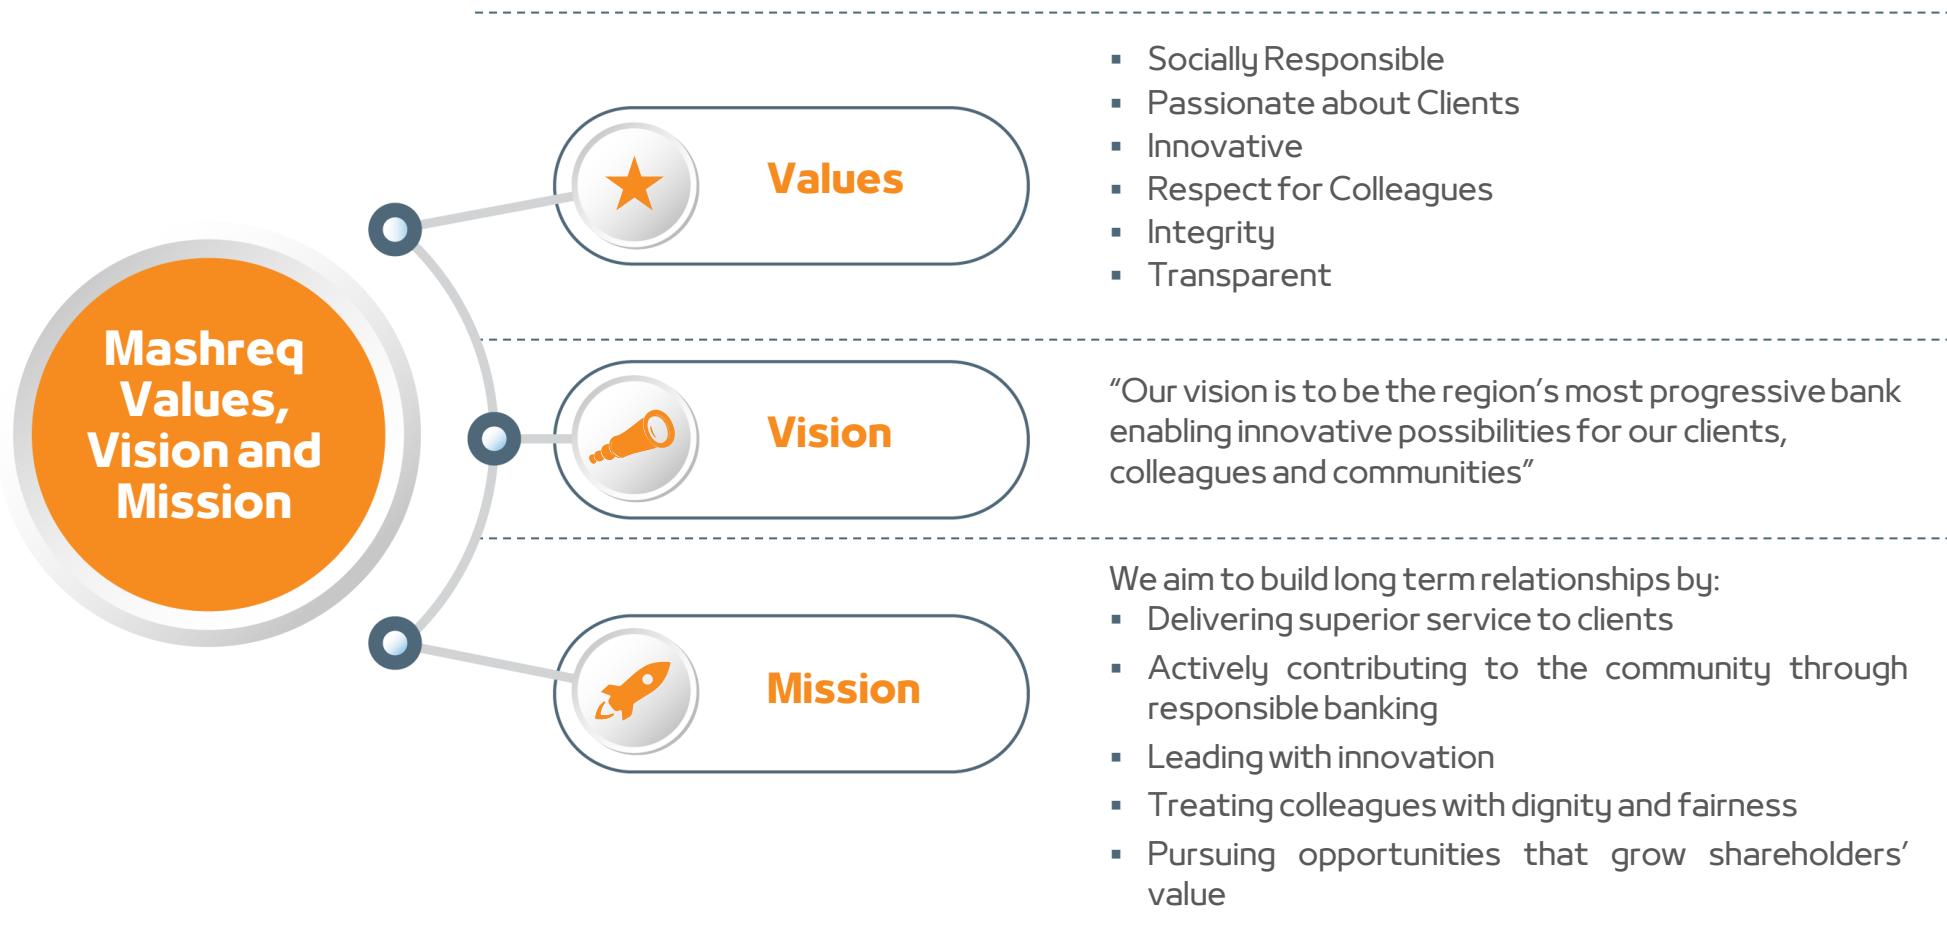 Mashreq
Values,
Vision and
Mission
Values
▪ Socially Responsible
▪ Passionate about Clients
▪ Innovative
▪ Respect for Colleagues
▪ Integrity
▪ Transparent
Vision
“Our vision is to be the region’s most progressive bank
enabling innovative possibilities for our clients,
colleagues and communities”
Mission
We aim to build long term relationships by:
▪ Delivering superior service to clients
▪ Actively contributing to the community through
responsible banking
▪ Leading with innovation
▪ Treating colleagues with dignity and fairness
▪ Pursuing opportunities that grow shareholders’
value